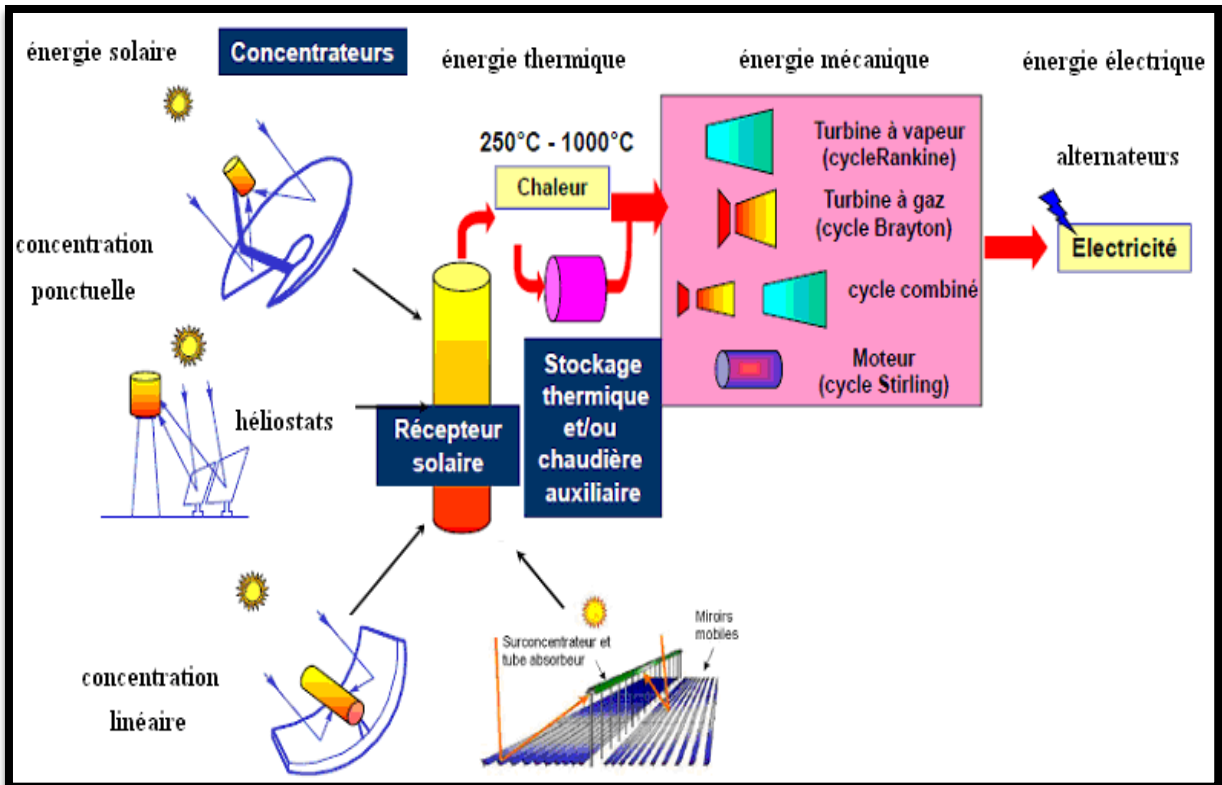 énergie solaire
Concentrateurs
énergie thermique
énergie mécanique
énergie électrique
250°C - 1000°C
Chaleur
Turbine à vapeur
(cycleRankine)
Turbine à gaz
(cycle Brayton)
cycle combiné
Moteur
(cycle Stirling)
alternateurs
Electricité
concentration
ponctuelle
héliostats
Récepteur
solaire
Stockage
thermique
et/ou
chaudière
auxiliaire
concentration
linéaire
Surconcentrateur et
tube absorbeur
Miroirs
mobiles